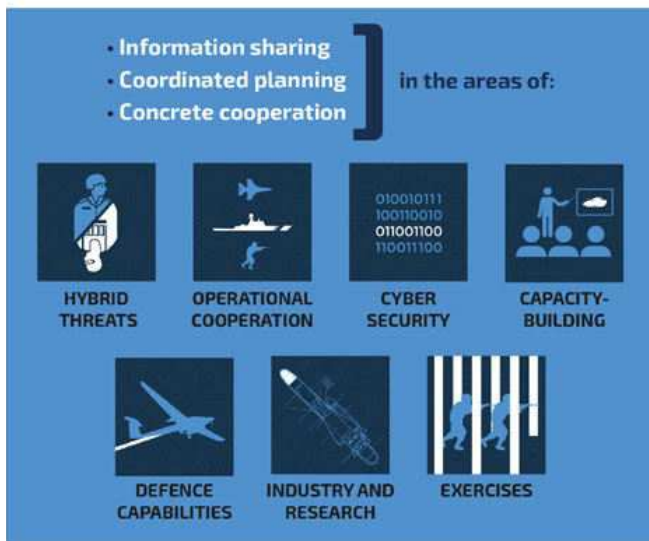 • Information sharing
• Coordinated planning
• Concrete cooperation
in the areas of:
010010111
100110010
011001100
110011100
HYBRID
THREATS
OPERATIONAL
COOPERATION
CYBER
SECURITY
CAPACITY-
BUILDING
DEFENCE
CAPABILITIES
INDUSTRY AND
RESEARCH
EXERCISES